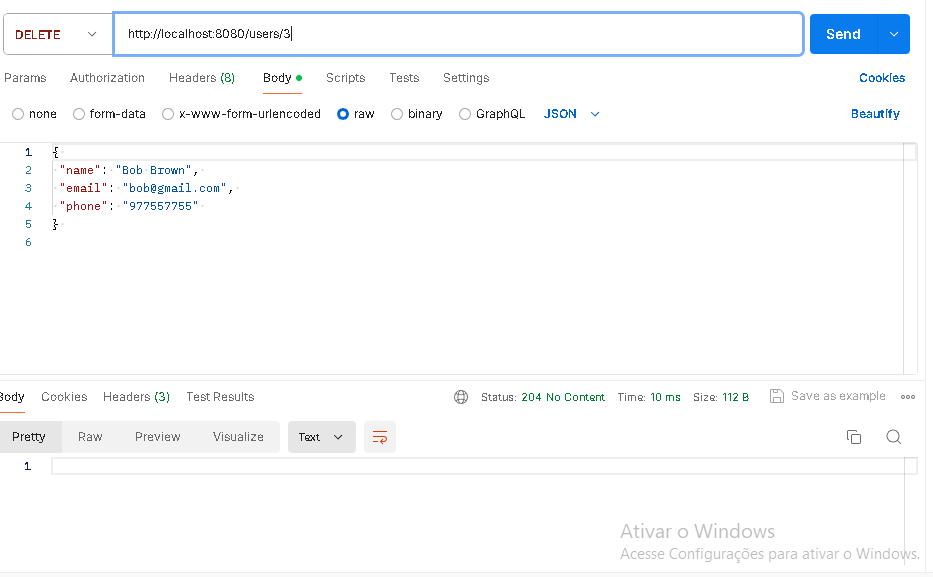 DELETE http://localhost:8080/users/3 Send
Params Authorization Headers (8) Body Scripts Tests Settings Cookies
none form-data x-www-form-urlencoded raw binary GraphQL JSON Beautify
1 {
2 "name": "Bob Brown",
3 "email": "bob@gmail.com",
4 "phone": "977557755"
5 }
6
Body Cookies Headers (3) Test Results Status: 204 No Content Time: 10 ms Size: 112 B Save as example
Pretty Raw Preview Visualize Text
1
Ativar o Windows
Acesse Configurações para ativar o Windows.